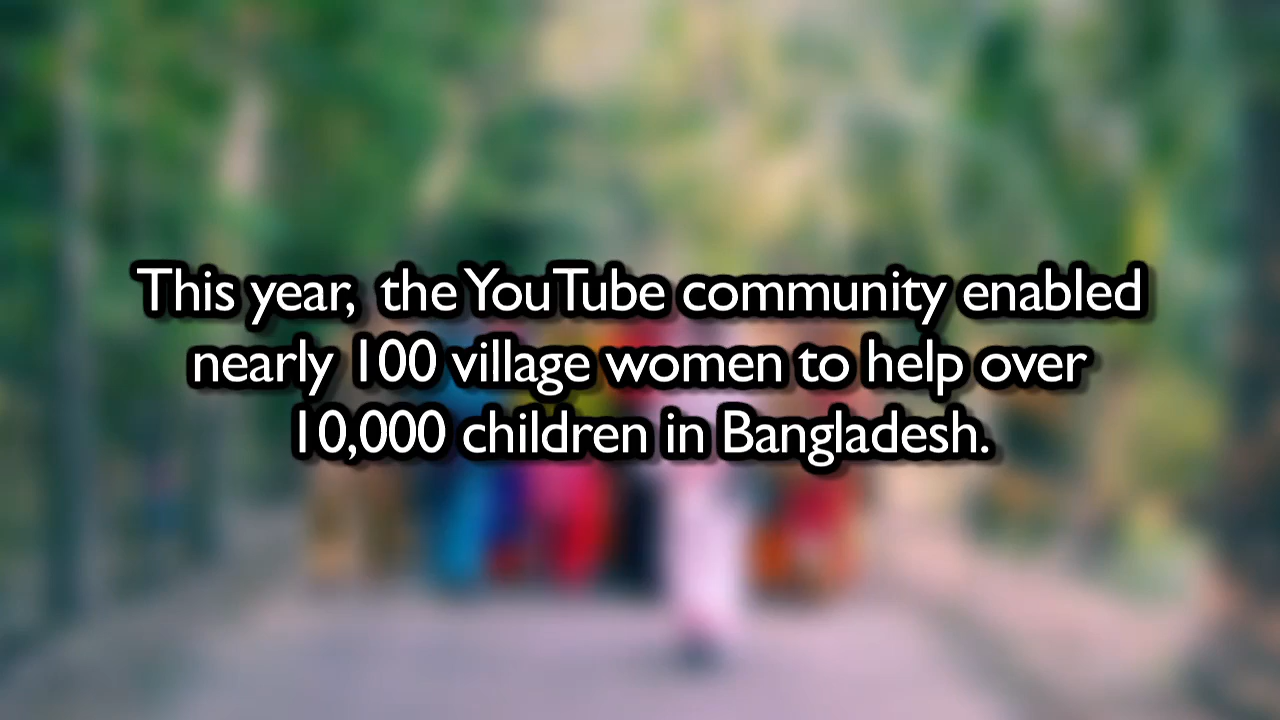 This year, the YouTube community enabled
nearly 100 village women to help over
10,000 children in Bangladesh.